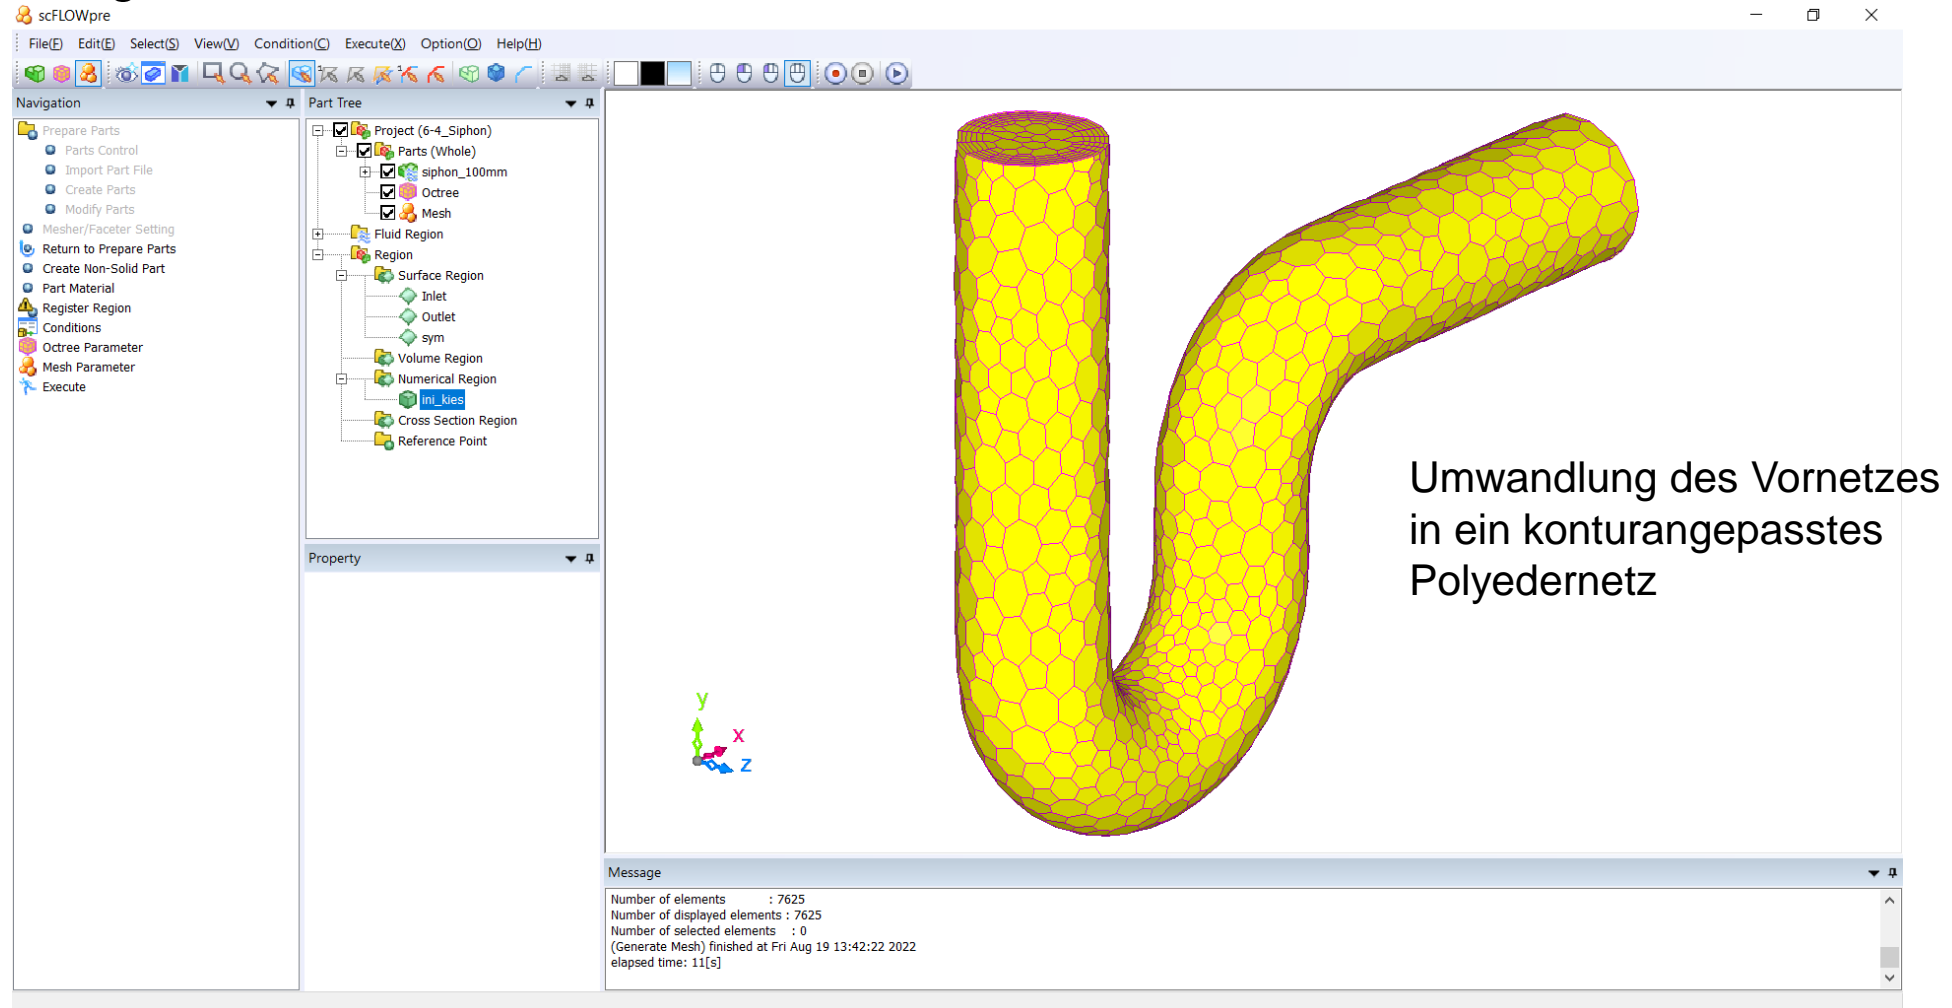 scFLOWpre
File(F) Edit(E) Select(S) View(V) Condition(C) Execute(X) Option(O) Help(H)
Navigation
Prepare Parts
Parts Control
Import Part File
Create Parts
Modify Parts
Mesher/Faceter Setting
Return to Prepare Parts
Create Non-Solid Part
Part Material
Register Region
Conditions
Octree Parameter
Mesh Parameter
Execute
Part Tree
Project (6-4_Siphon)
Parts (Whole)
siphon_100mm
Octree
Mesh
Fluid Region
Region
Surface Region
Inlet
Outlet
sym
Volume Region
Numerical Region
ini_kies
Cross Section Region
Reference Point
Property
y
x
z
Umwandlung des Vornetzes
in ein konturangepasstes
Polyedernetz
Message
Number of elements : 7625
Number of displayed elements : 7625
Number of selected elements : 0
(Generate Mesh) finished at Fri Aug 19 13:42:22 2022
elapsed time: 11[s]